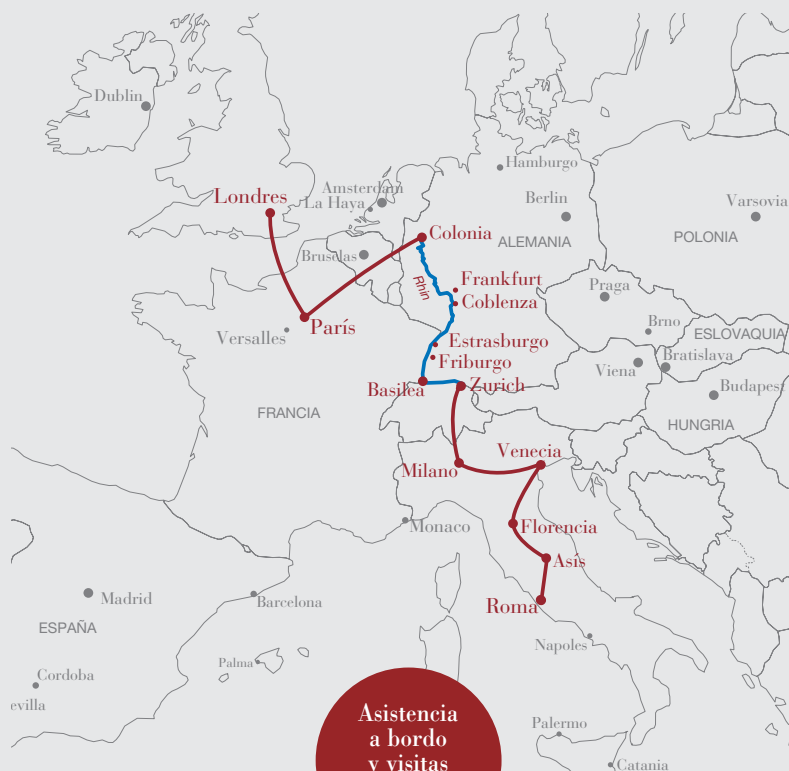 Dublin
Hamburgo
Londres
Amsterdam
La Haya
Berlin
Varsovia
Colonia
ALEMANIA
POLONIA
Bruselas
Rhin
Frankfurt
Coblenza
Praga
París
Versalles
Brno
ESLOVAQUIA
Estrasburgo
Friburgo
Viena
Bratislava
Basilea
Zurich
Budapest
FRANCIA
HUNGRIA
Venecia
Milano
Monaco
Florencia
Asís
Madrid
Barcelona
Roma
ESPAÑA
Napoles
Palma
Cordoba
evilla
Asistencia
a bordo
y visitas
Palermo
Catania